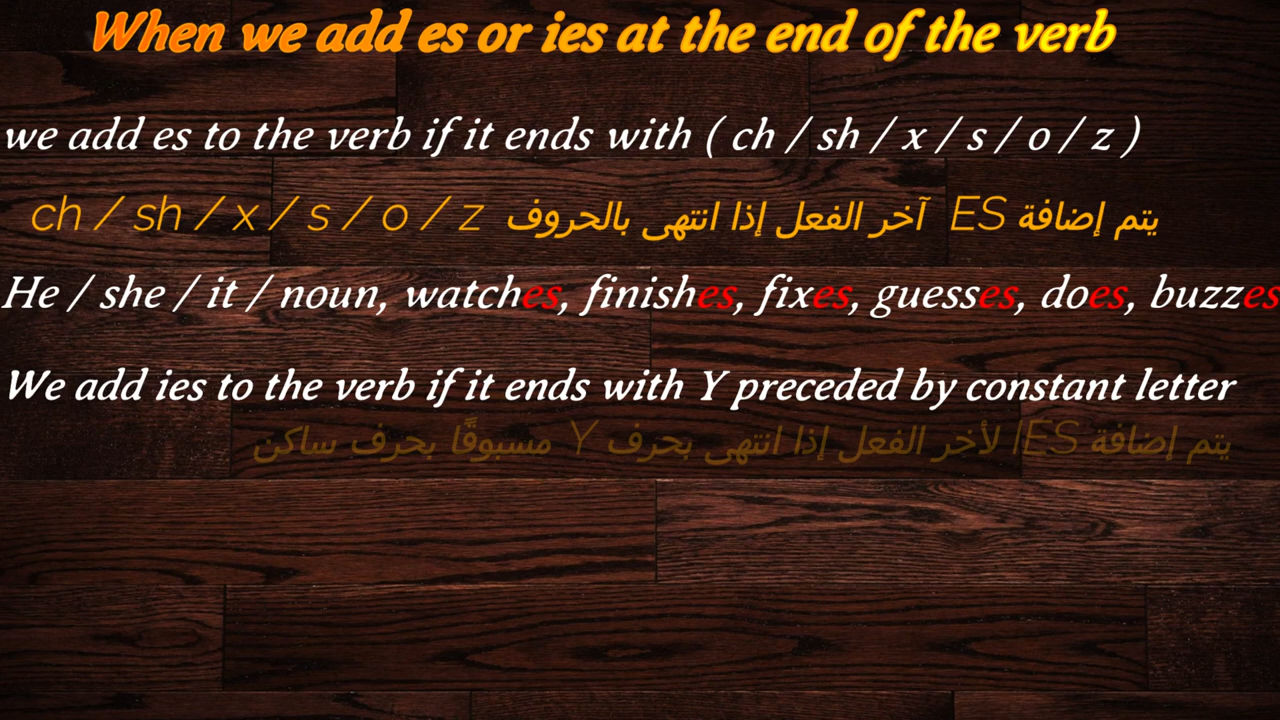 When we add es or ies at the end of the verb
we add es to the verb if it ends with ( ch / sh / x / s / o / z )
يتم إضافة ES آخر الفعل إذا انتهى بالحروف ch / sh / x / s / o / z
He / she / it / noun, watches, finishes, fixes, guesses, does, buzzes
We add ies to the verb if it ends with Y preceded by constant letter
يتم إضافة IES لأخر الفعل إذا انتهى بحرف Y مسبوقًا بحرف ساكن